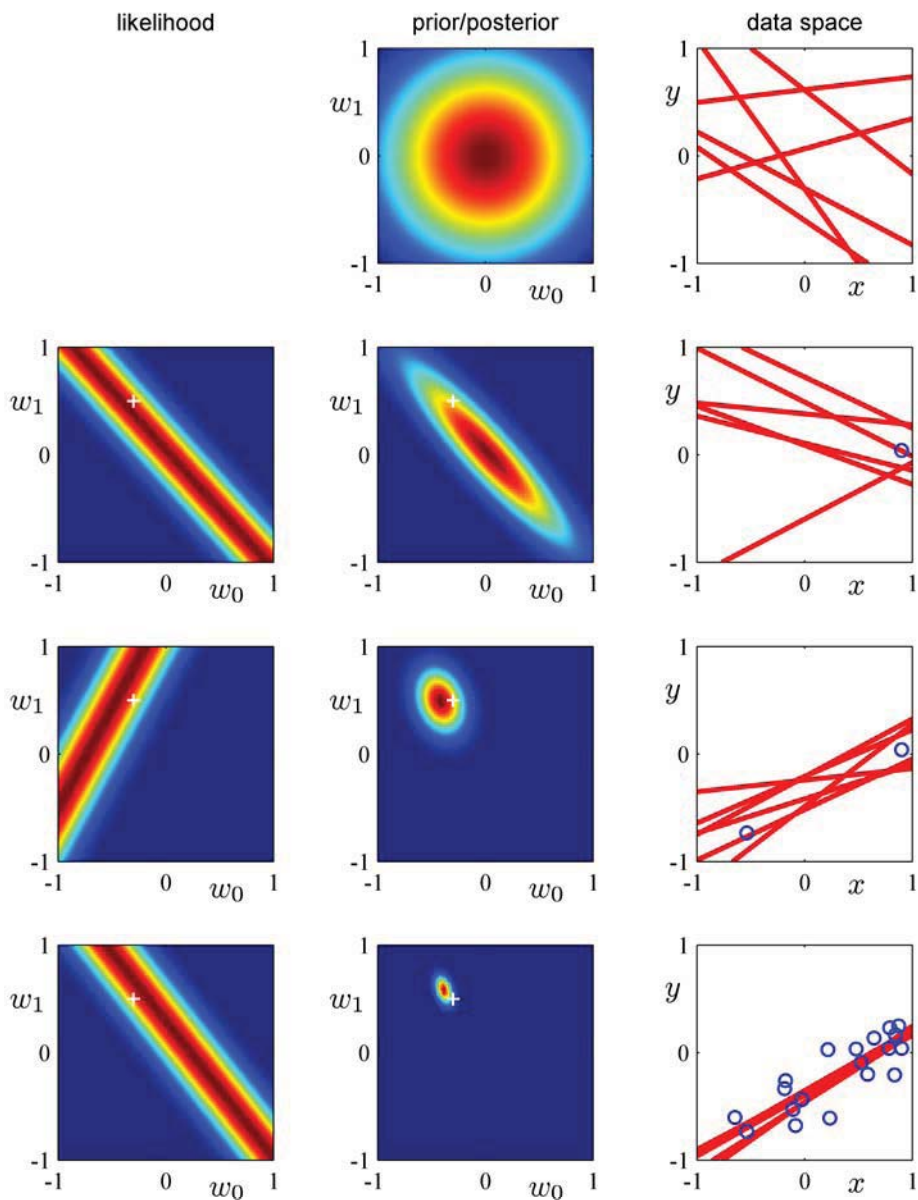 likelihood prior/posterior data space
1 1
w₁ y
0 0
-1 -1
-1 0 w₀ 1 -1 0 x 1
1 1 1
w₁ w₁ y
0 0 0
-1 -1 -1
-1 0 w₀ 1 -1 0 w₀ 1 -1 0 x 1
1 1 1
w₁ w₁ y
0 0 0
-1 -1 -1
-1 0 w₀ 1 -1 0 w₀ 1 -1 0 x 1
1 1 1
w₁ w₁ y
0 0 0
-1 -1 -1
-1 0 w₀ 1 -1 0 w₀ 1 -1 0 x 1